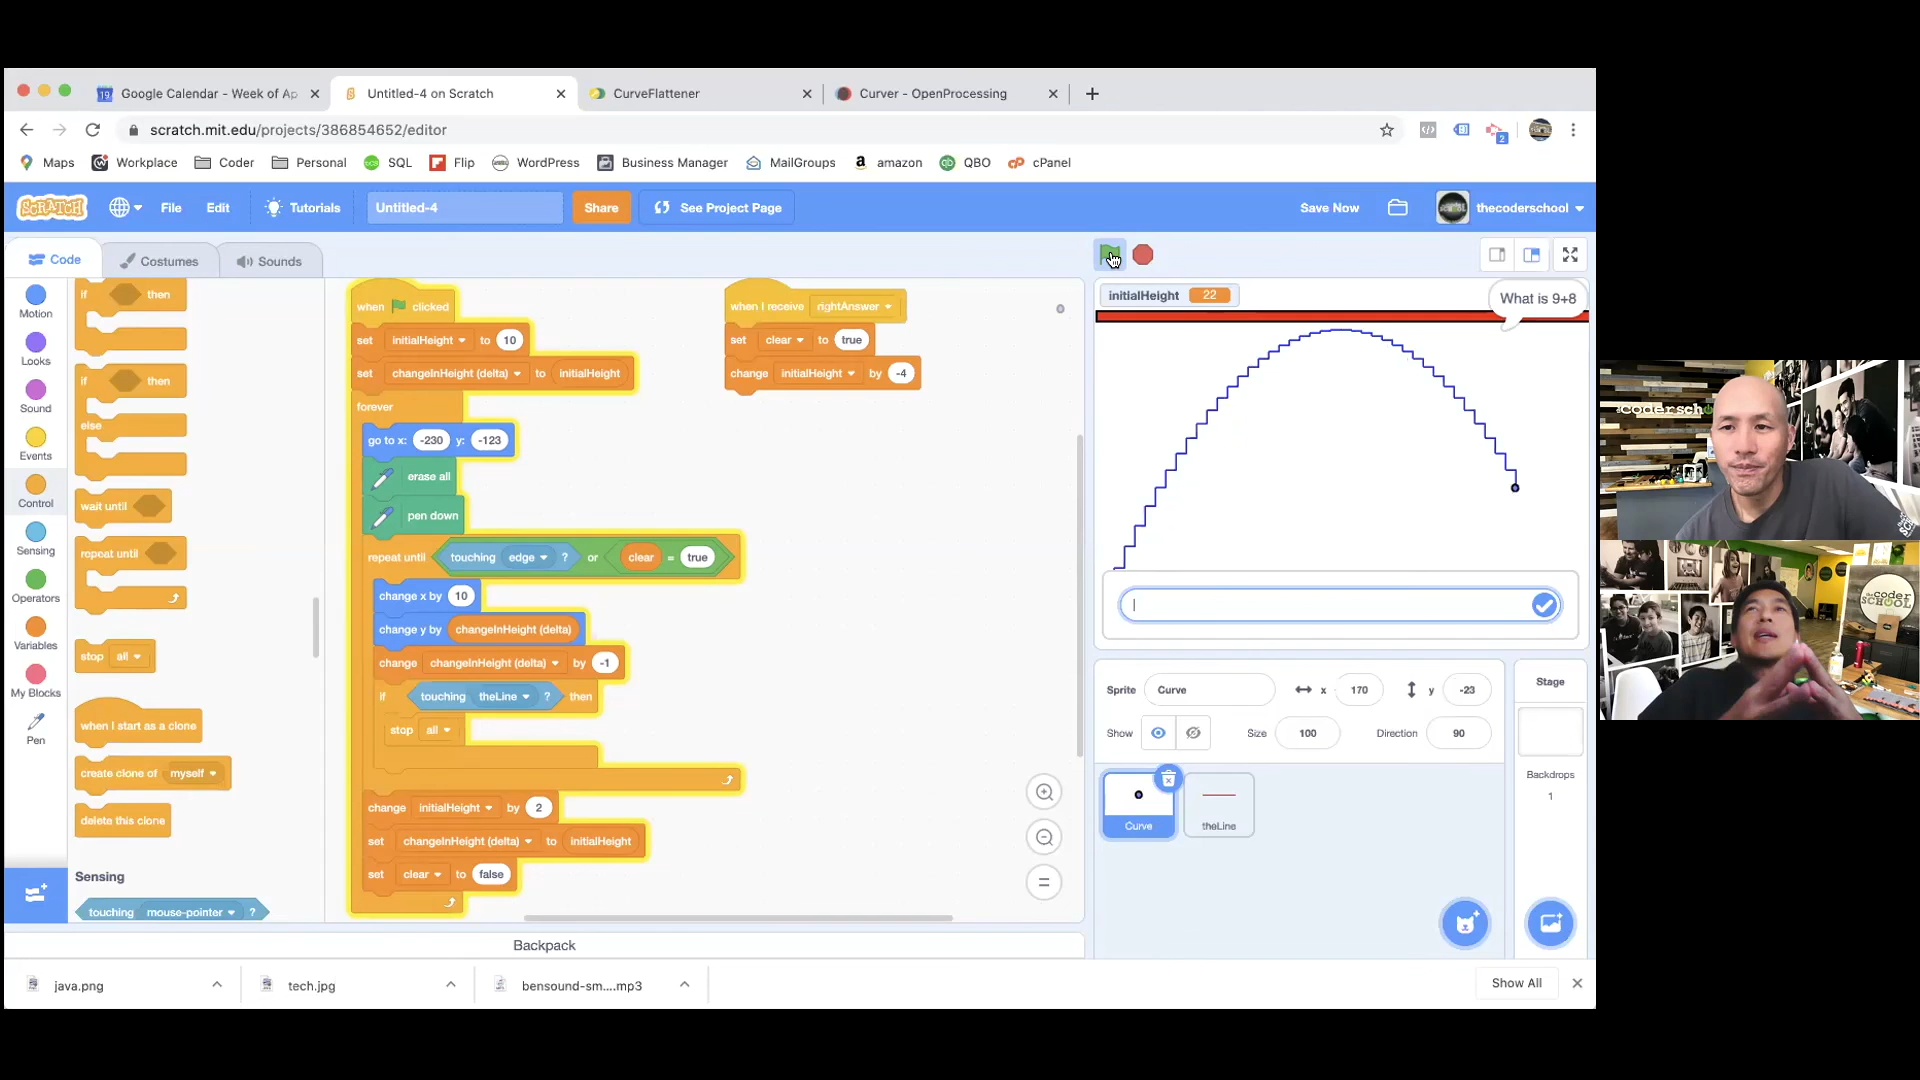 Google Calendar - Week of Ap
Untitled-4 on Scratch
CurveFlattener
Curver - OpenProcessing
scratch.mit.edu/projects/386854652/editor
2
Maps
Workplace
Coder
Personal
SQL
Flip
WordPress
Business Manager
MailGroups
amazon
QBO
cPanel
SCRATCH
File
Edit
Tutorials
Untitled-4
Share
See Project Page
Save Now
thecoderschool
Code
Costumes
Sounds
Motion
Looks
Sound
Events
Control
Sensing
Operators
Variables
My Blocks
Pen
if then
if then
else
wait until
repeat until
stop all
when I start as a clone
create clone of myself
delete this clone
Sensing
touching mouse-pointer ?
when clicked
set initialHeight to 10
set changeInHeight (delta) to initialHeight
forever
go to x: -230 y: -123
erase all
pen down
repeat until touching edge ? or clear = true
change x by 10
change y by changeInHeight (delta)
change changeInHeight (delta) by -1
if touching theLine ? then
stop all
change initialHeight by 2
set changeInHeight (delta) to initialHeight
set clear to false
when I receive rightAnswer
set clear to true
change initialHeight by -4
initialHeight 22
What is 9+8
Sprite Curve x 170 y -23
Show Size 100 Direction 90
Curve
theLine
Stage
Backdrops
1
Backpack
java.png
tech.jpg
bensound-sm....mp3
Show All
the
coder
SCHOOL